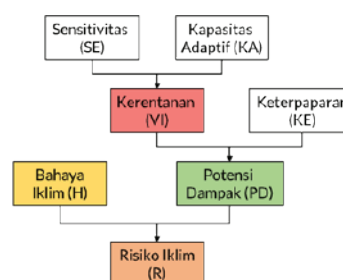 Sensitivitas
(SE)
Kapasitas
Adaptif (KA)
Kerentanan
(VI)
Keterpaparan
(KE)
Bahaya
Iklim (H)
Potensi
Dampak (PD)
Risiko Iklim
(R)